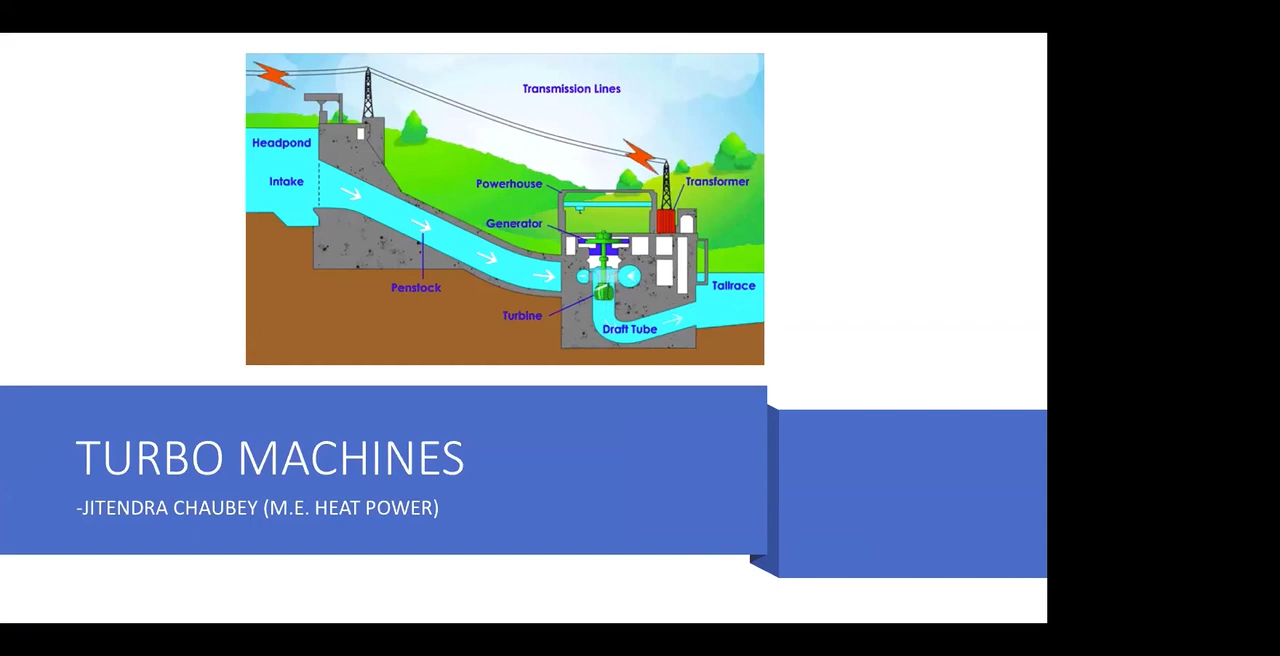 Transmission Lines
Headpond
Intake
Powerhouse
Transformer
Generator
Penstock
Tailrace
Turbine
Draft Tube
TURBO MACHINES
-JITENDRA CHAUBEY (M.E. HEAT POWER)